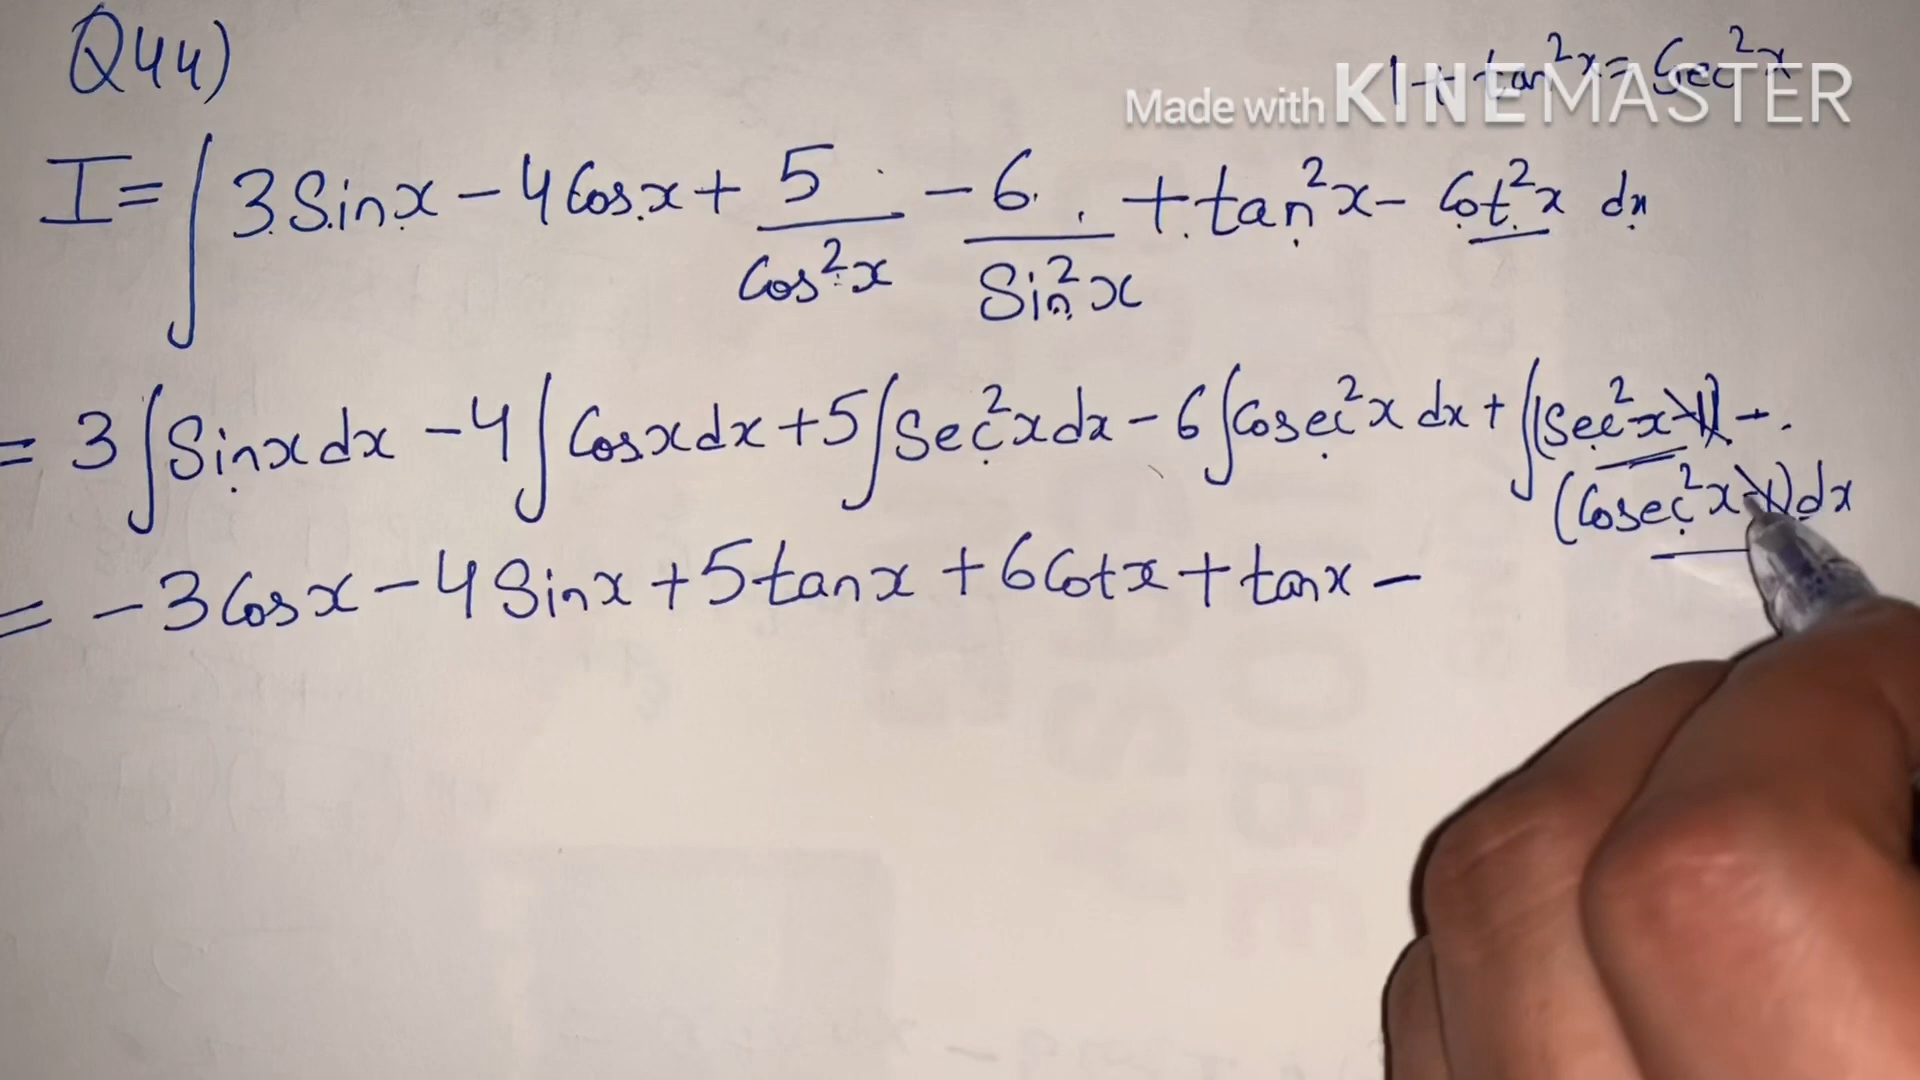 Q44)
1+tan²x = Sec²x
Made with KINEMASTER
I = ∫ 3Sinx - 4Cosx + 5/Cos²x - 6/Sin²x + tan²x - Cot²x dx
= 3∫Sinx dx - 4∫Cosx dx + 5∫Sec²x dx - 6∫Cosec²x dx + ∫(Sec²x-1) -
(Cosec²x-1)dx
= -3Cosx - 4Sinx + 5tanx + 6Cotx + tanx -